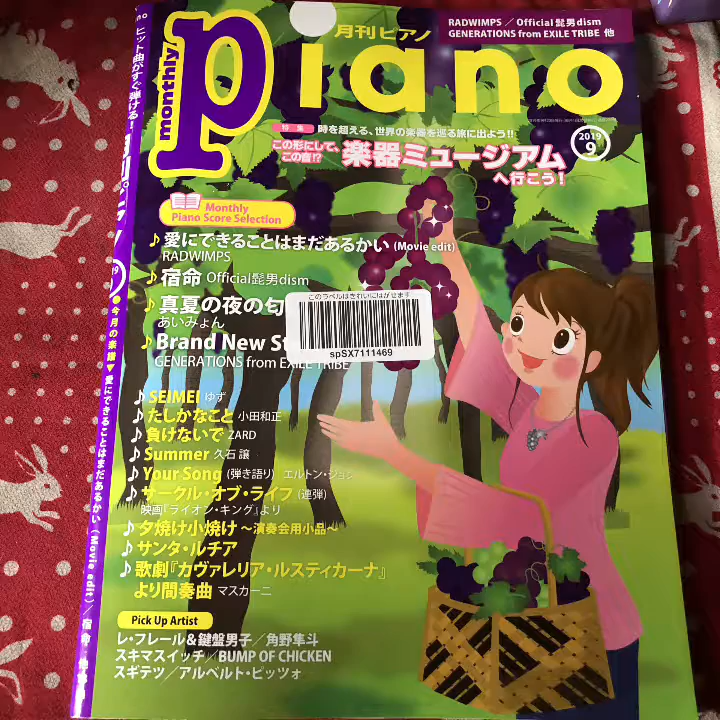 RADWIMPS／Official髭男dism
GENERATIONS from EXILE TRIBE 他
月刊ピアノ
monthly
Piano
2019
9
特集 時を超える、世界の楽器を巡る旅に出よう!!
この形にして、
この音!?
楽器ミュージアム
へ行こう!
Monthly
Piano Score Selection
♪愛にできることはまだあるかい (Movie edit)
RADWIMPS
♪宿命 Official髭男dism
♪真夏の夜の匂
あいみょん
このラベルはきれいにはがせます
spSX7111469
♪Brand New St
GENERATIONS from EXILE TRIBE
♪SEIMEI ゆず
♪たしかなこと 小田和正
♪負けないで ZARD
♪Summer 久石 譲
♪Your Song (弾き語り) エルトン・ジョン
♪サークル・オブ・ライフ (連弾)
映画『ライオン・キング』より
♪夕焼け小焼け ～演奏会用小品～
♪サンタ・ルチア
♪歌劇『カヴァレリア・ルスティカーナ』
より間奏曲 マスカーニ
Pick Up Artist
レ・フレール&鍵盤男子／角野隼斗
スキマスイッチ／BUMP OF CHICKEN
スギテツ／アルベルト・ピッツォ
ヒット曲がすぐ弾ける!
●今月の楽譜▼愛にできることはまだあるかい (Movie edit)／宿命 他